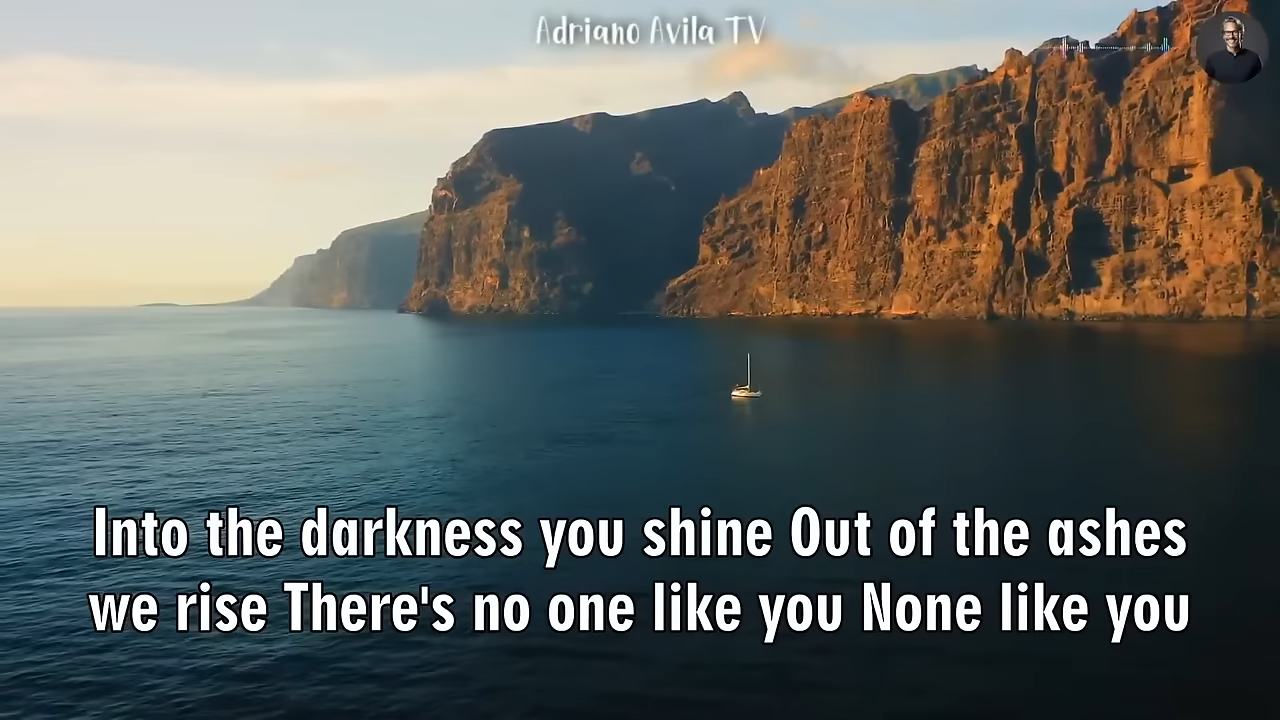 Adriano Avila TV
Into the darkness you shine Out of the ashes
we rise There's no one like you None like you